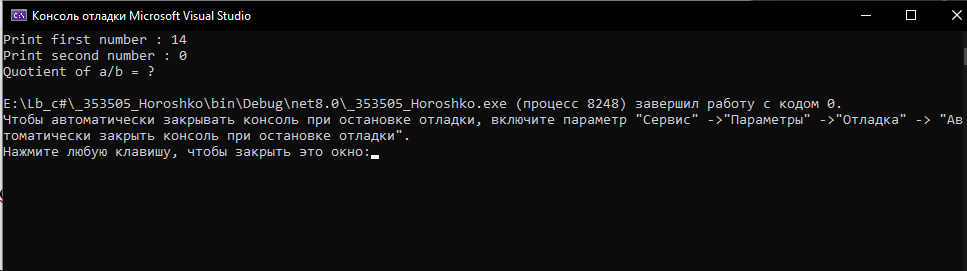 Консоль отладки Microsoft Visual Studio
Print first number : 14
Print second number : 0
Quotient of a/b = ?
E:\Lb_c#\_353505_Horoshko\bin\Debug\net8.0\_353505_Horoshko.exe (процесс 8248) завершил работу с кодом 0.
Чтобы автоматически закрывать консоль при остановке отладки, включите параметр "Сервис" ->"Параметры" ->"Отладка" -> "Ав
томатически закрыть консоль при остановке отладки".
Нажмите любую клавишу, чтобы закрыть это окно: